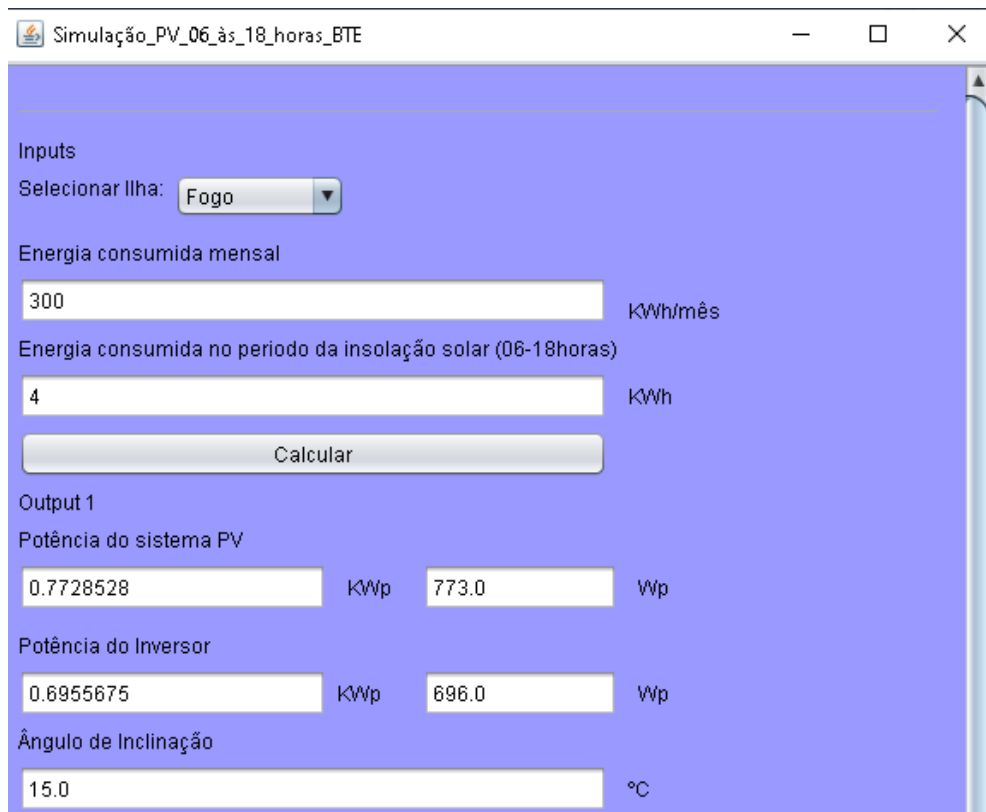 Simulação_PV_06_às_18_horas_BTE
Inputs
Selecionar Ilha: Fogo
Energia consumida mensal
300 KWh/mês
Energia consumida no periodo da insolação solar (06-18horas)
4 KWh
Calcular
Output 1
Potência do sistema PV
0.7728528 KWp 773.0 Wp
Potência do Inversor
0.6955675 KWp 696.0 Wp
Ângulo de Inclinação
15.0 ºC